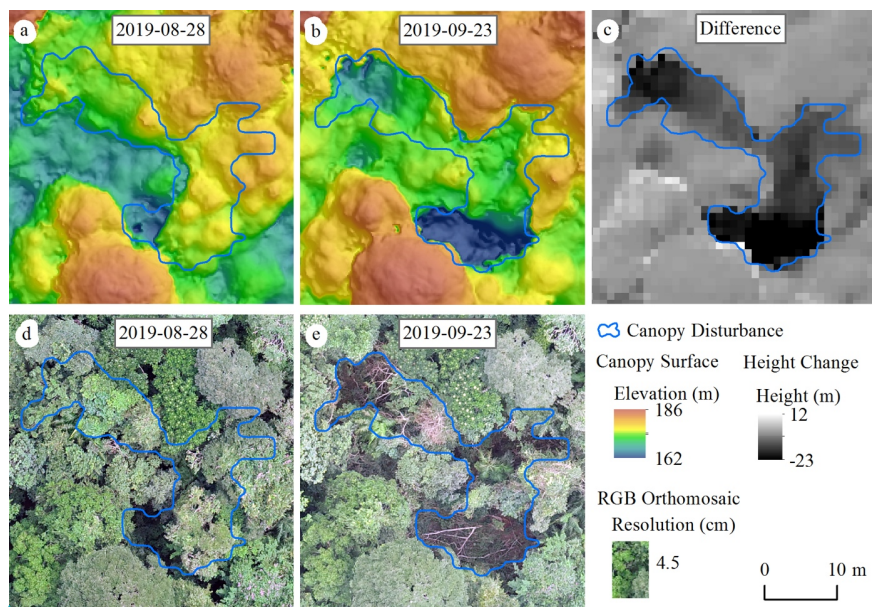 a
2019-08-28
b
2019-09-23
c
Difference
d
2019-08-28
e
2019-09-23
Canopy Disturbance
Canopy Surface
Elevation (m)
186
162
Height Change
Height (m)
12
-23
RGB Orthomosaic
Resolution (cm)
4.5
0
10 m